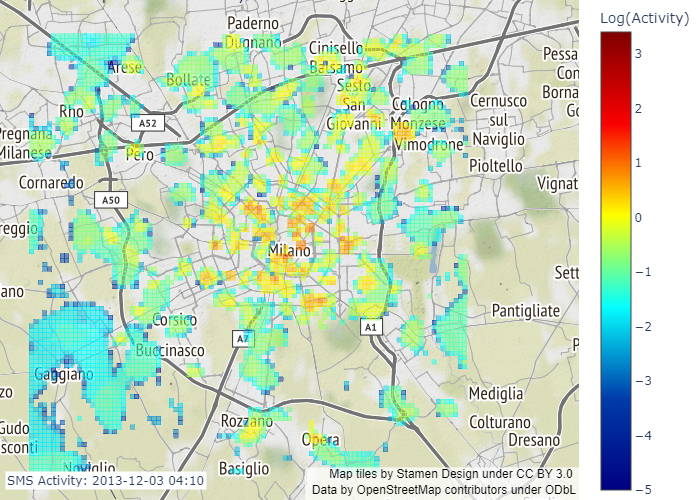 Log(Activity)
3
2
1
0
−1
−2
−3
−4
−5
Paderno
Dugnano
Cinisello
Balsamo
Sesto
San
Giovanni
Arese
Bollate
Rho
A52
Pregnana
Milanese
Pero
Cologno
Monzese
Vimodrone
Cernusco
sul
Naviglio
Pioltello
Pessa
Con
Borna
Go
Cornaredo
A50
Vignat
reggio
Milano
Sett
ano
Pantigliate
Corsico
A7
A1
Buccinasco
P
Gaggiano
zo
Mediglia
Gudo
sconti
Rozzano
Opera
Colturano
Dresano
Noviglio
Basiglio
SMS Activity: 2013-12-03 04:10
Map tiles by Stamen Design under CC BY 3.0
Data by OpenStreetMap contributors under ODbL